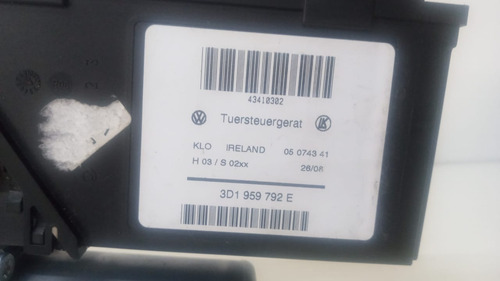 43410302
Tuersteuergerat
KLO IRELAND 05 0743 41
H 03 / S 02xx 26/06
3D1 959 792 E